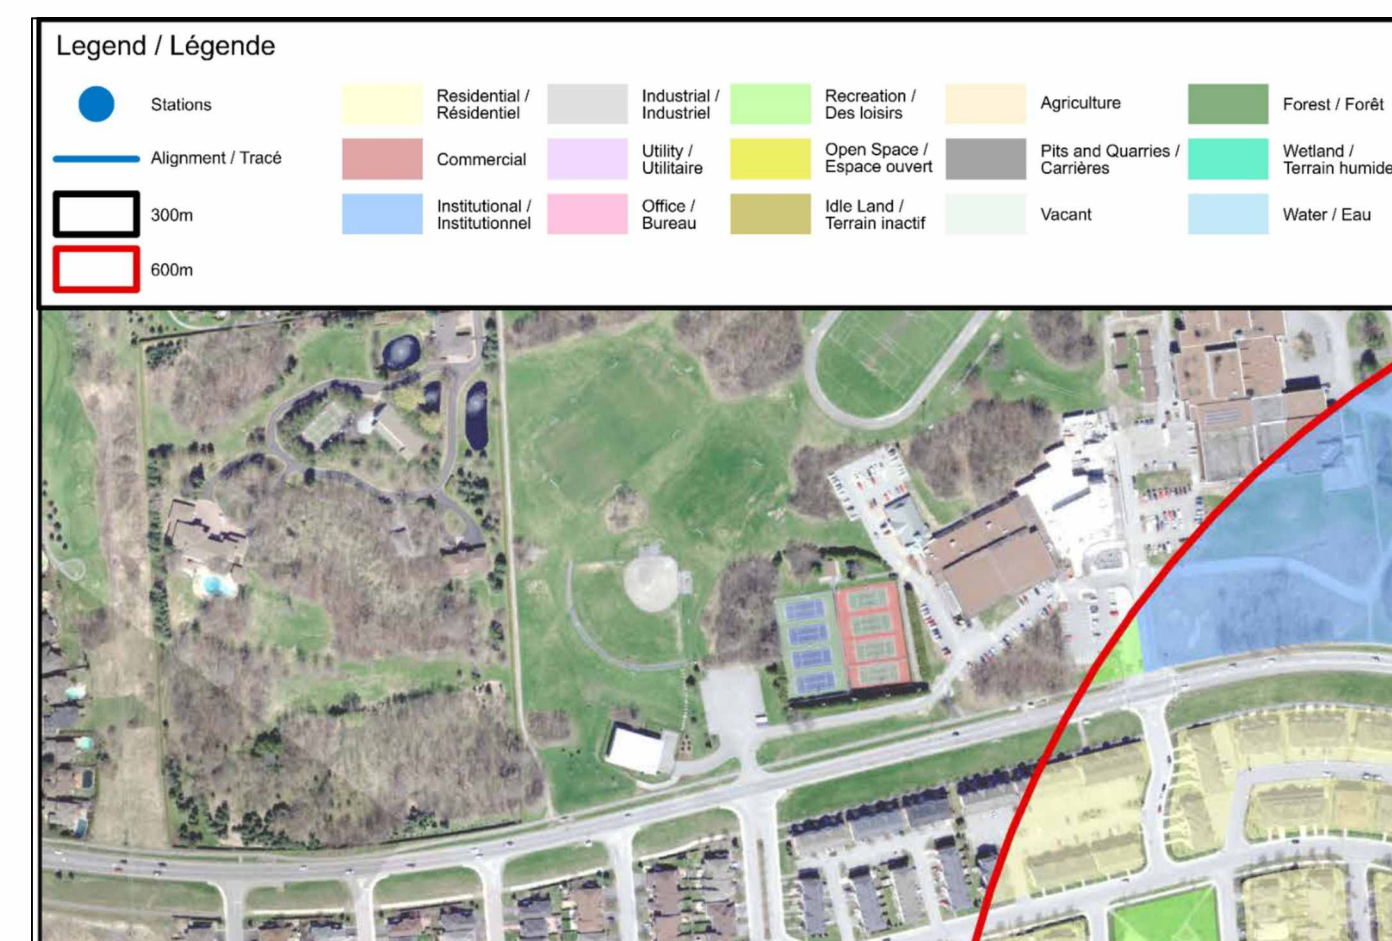 Legend / Légende
Stations
Alignment / Tracé
300m
600m
Residential /
Résidentiel
Commercial
Institutional /
Institutionnel
Industrial /
Industriel
Utility /
Utilitaire
Office /
Bureau
Recreation /
Des loisirs
Open Space /
Espace ouvert
Idle Land /
Terrain inactif
Agriculture
Pits and Quarries /
Carrières
Vacant
Forest / Forêt
Wetland /
Terrain humide
Water / Eau